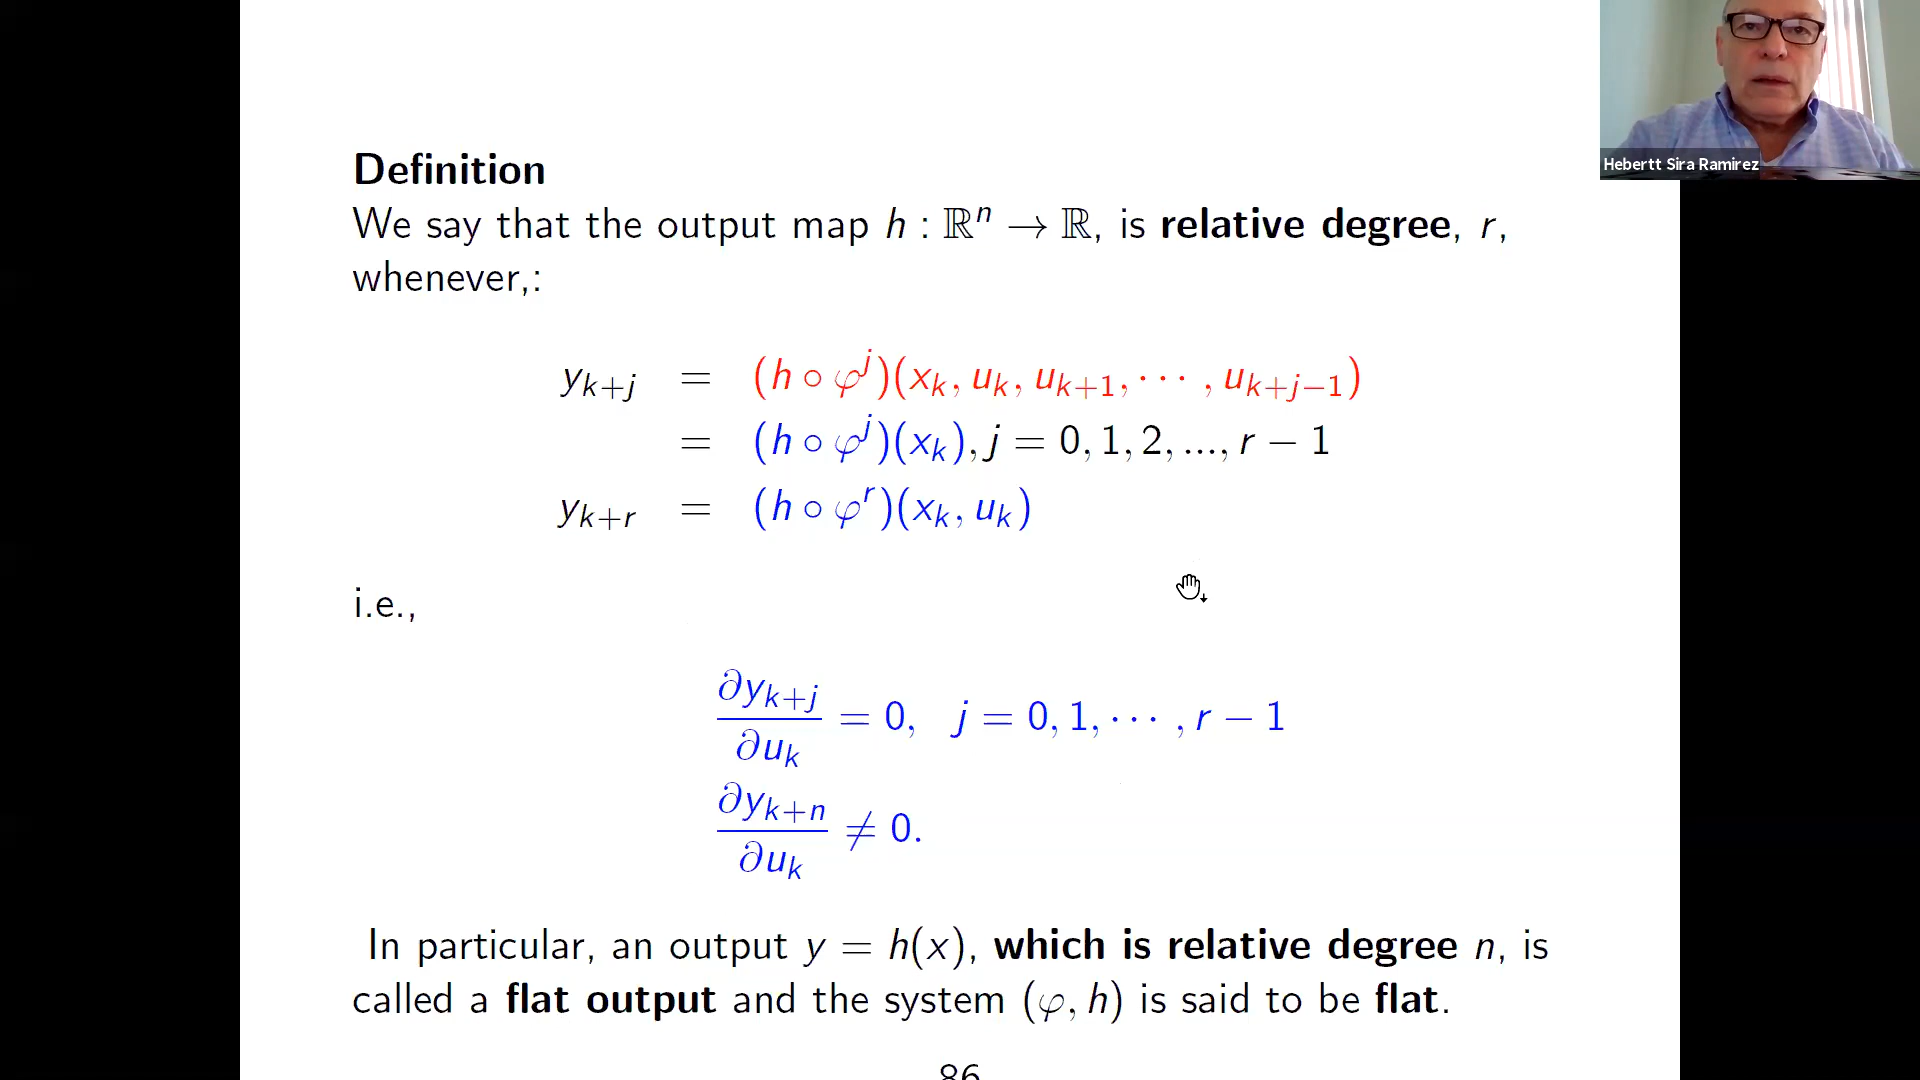 Hebertt Sira Ramirez
Definition
We say that the output map h : ℝⁿ → ℝ, is relative degree, r,
whenever,:
y_{k+j} = (h ∘ φ^j)(x_k, u_k, u_{k+1}, ⋯ , u_{k+j−1})
= (h ∘ φ^j)(x_k), j = 0, 1, 2, ..., r − 1
y_{k+r} = (h ∘ φ^r)(x_k, u_k)
i.e.,
∂y_{k+j}/∂u_k = 0, j = 0, 1, ⋯ , r − 1
∂y_{k+n}/∂u_k ≠ 0.
In particular, an output y = h(x), which is relative degree n, is
called a flat output and the system (φ, h) is said to be flat.
86